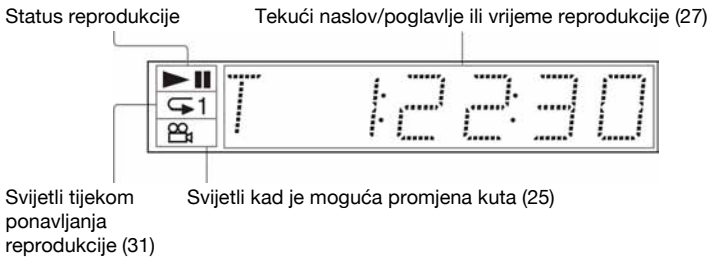 Status reprodukcije
Tekući naslov/poglavlje ili vrijeme reprodukcije (27)
T 1:22:30
1
Svijetli tijekom
ponavljanja
reprodukcije (31)
Svijetli kad je moguća promjena kuta (25)